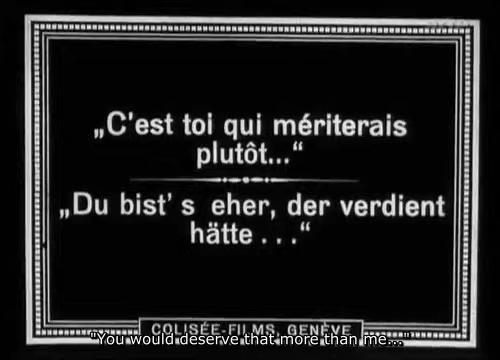 „C'est toi qui mériterais
plutôt...“
„Du bist' s eher, der verdient
hätte . . .“
COLISÉE-FILMS, GENÈVE
"You would deserve that more than me..."